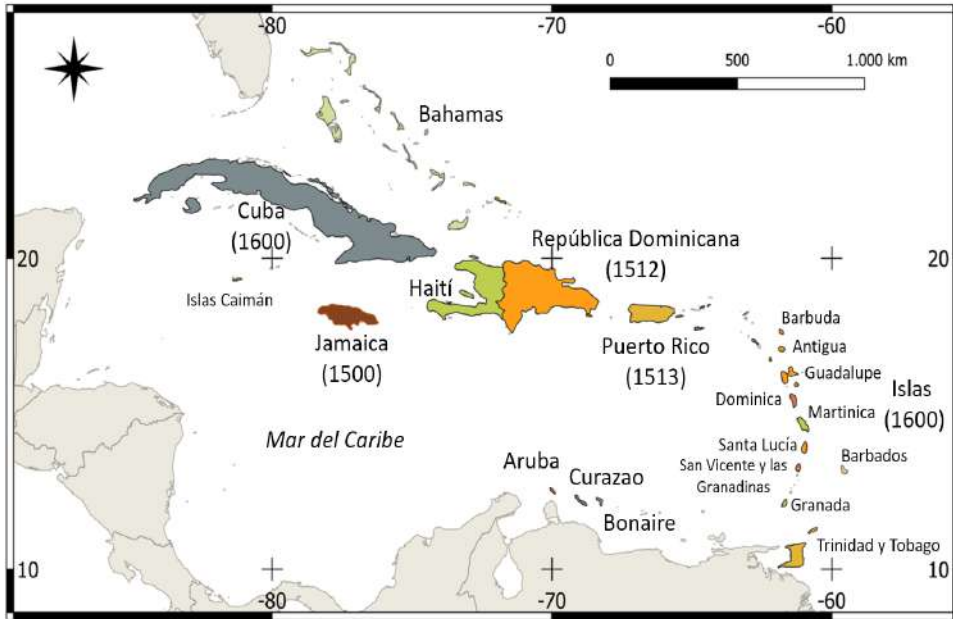 -80 -70 -60
0 500 1.000 km
Bahamas
Cuba
(1600)
República Dominicana
(1512)
20 20
Haití
Islas Caimán
Jamaica
(1500)
Puerto Rico
(1513)
Barbuda
Antigua
Guadalupe
Islas
(1600)
Dominica
Martinica
Mar del Caribe
Santa Lucía
Barbados
San Vicente y las
Granadinas
Aruba
Curazao
Bonaire
Granada
Trinidad y Tobago
10 10
-80 -70 -60